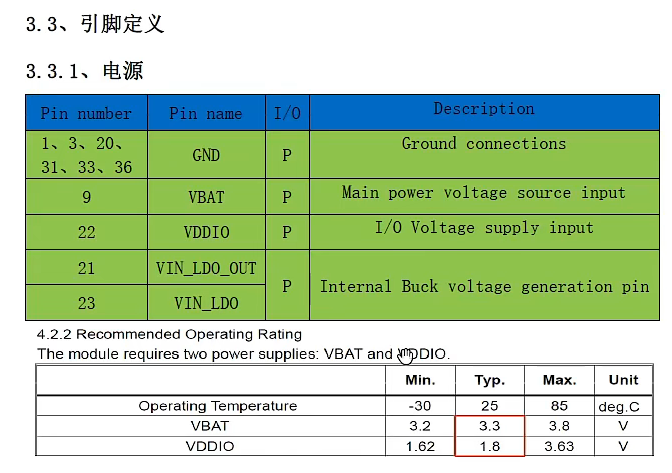 3.3、引脚定义
3.3.1、电源
Pin number Pin name I/O Description
1、3、20、
31、33、36 GND P Ground connections
9 VBAT P Main power voltage source input
22 VDDIO P I/O Voltage supply input
21 VIN_LDO_OUT P Internal Buck voltage generation pin
23 VIN_LDO
4.2.2 Recommended Operating Rating
The module requires two power supplies: VBAT and VDDIO.
Min. Typ. Max. Unit
Operating Temperature -30 25 85 deg.C
VBAT 3.2 3.3 3.8 V
VDDIO 1.62 1.8 3.63 V